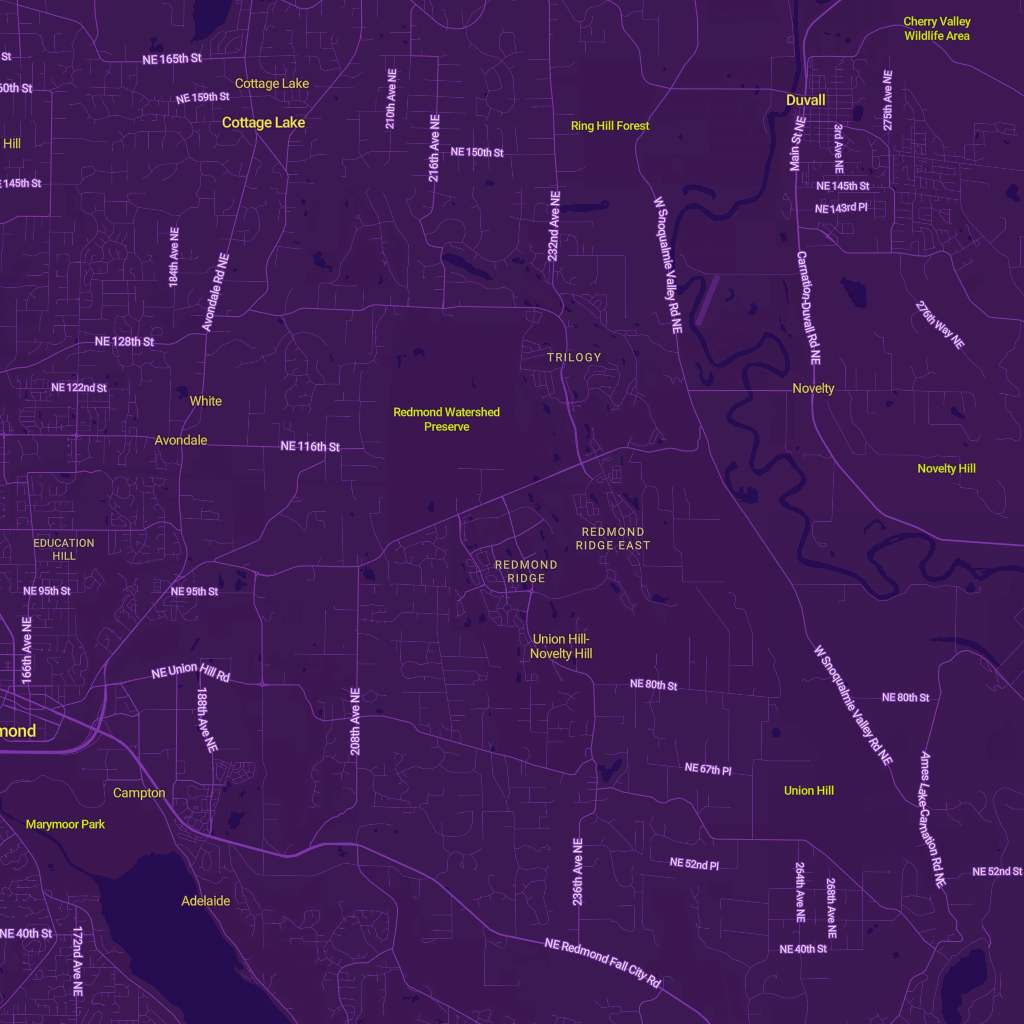 Cherry Valley
Wildlife Area
St
NE 165th St
60th St
NE 159th St
Cottage Lake
Cottage Lake
210th Ave NE
216th Ave NE
NE 150th St
Ring Hill Forest
Duvall
275th Ave NE
Main St NE
3rd Ave NE
Hill
145th St
NE 145th St
NE 143rd Pl
184th Ave NE
Avondale Rd NE
232nd Ave NE
W Snoqualmie Valley Rd NE
Carnation-Duvall Rd NE
276th Way NE
NE 128th St
TRILOGY
NE 122nd St
White
Novelty
Redmond Watershed
Preserve
Avondale
NE 116th St
Novelty Hill
EDUCATION
HILL
REDMOND
RIDGE EAST
REDMOND
RIDGE
NE 95th St
NE 95th St
166th Ave NE
Union Hill-
Novelty Hill
NE Union Hill Rd
NE 80th St
NE 80th St
W Snoqualmie Valley Rd NE
188th Ave NE
208th Ave NE
mond
NE 67th Pl
Campton
Union Hill
Ames Lake-Carnation Rd NE
Marymoor Park
236th Ave NE
NE 52nd Pl
264th Ave NE
268th Ave NE
NE 52nd St
Adelaide
NE 40th St
172nd Ave NE
NE 40th St
NE Redmond Fall City Rd